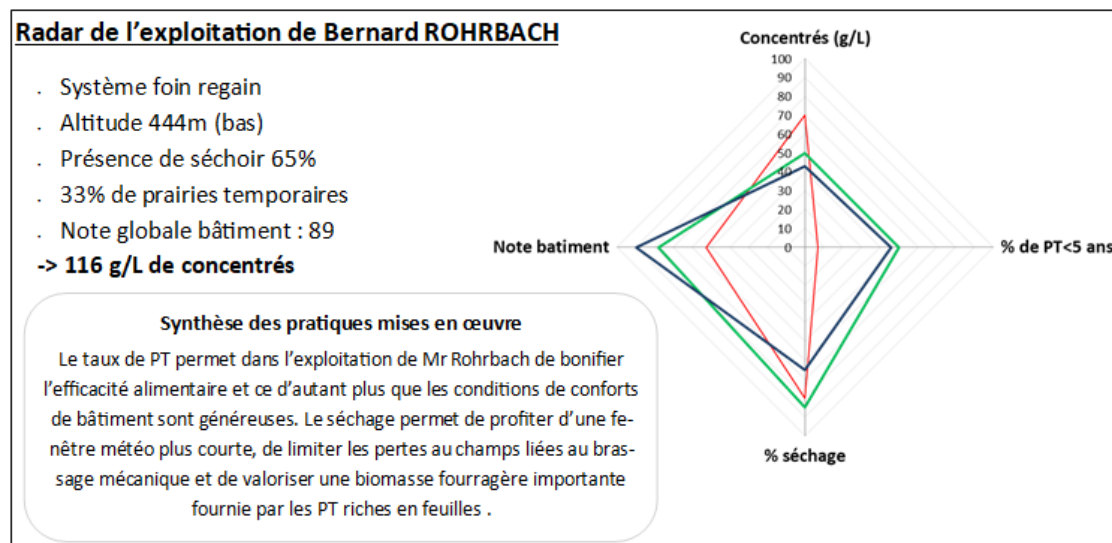 Radar de l’exploitation de Bernard ROHRBACH
. Système foin regain
. Altitude 444m (bas)
. Présence de séchoir 65%
. 33% de prairies temporaires
. Note globale bâtiment : 89
-> 116 g/L de concentrés
Synthèse des pratiques mises en œuvre
Le taux de PT permet dans l’exploitation de Mr Rohrbach de bonifier
l’efficacité alimentaire et ce d’autant plus que les conditions de conforts
de bâtiment sont généreuses. Le séchage permet de profiter d’une fe-
nêtre météo plus courte, de limiter les pertes au champs liées au bras-
sage mécanique et de valoriser une biomasse fourragère importante
fournie par les PT riches en feuilles .
Concentrés (g/L)
100
90
80
70
60
50
40
30
20
10
0
Note batiment
% de PT<5 ans
% séchage